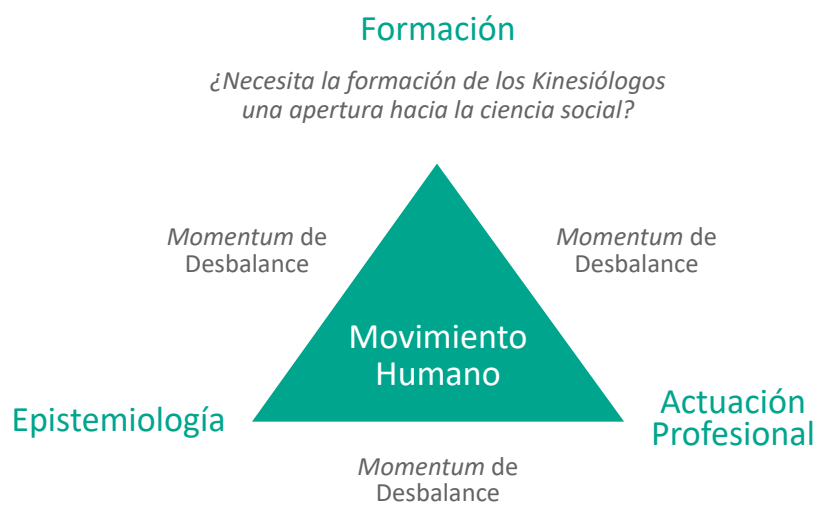 Formación
¿Necesita la formación de los Kinesiólogos
una apertura hacia la ciencia social?
Momentum de
Desbalance
Momentum de
Desbalance
Movimiento
Humano
Epistemiología
Actuación
Profesional
Momentum de
Desbalance